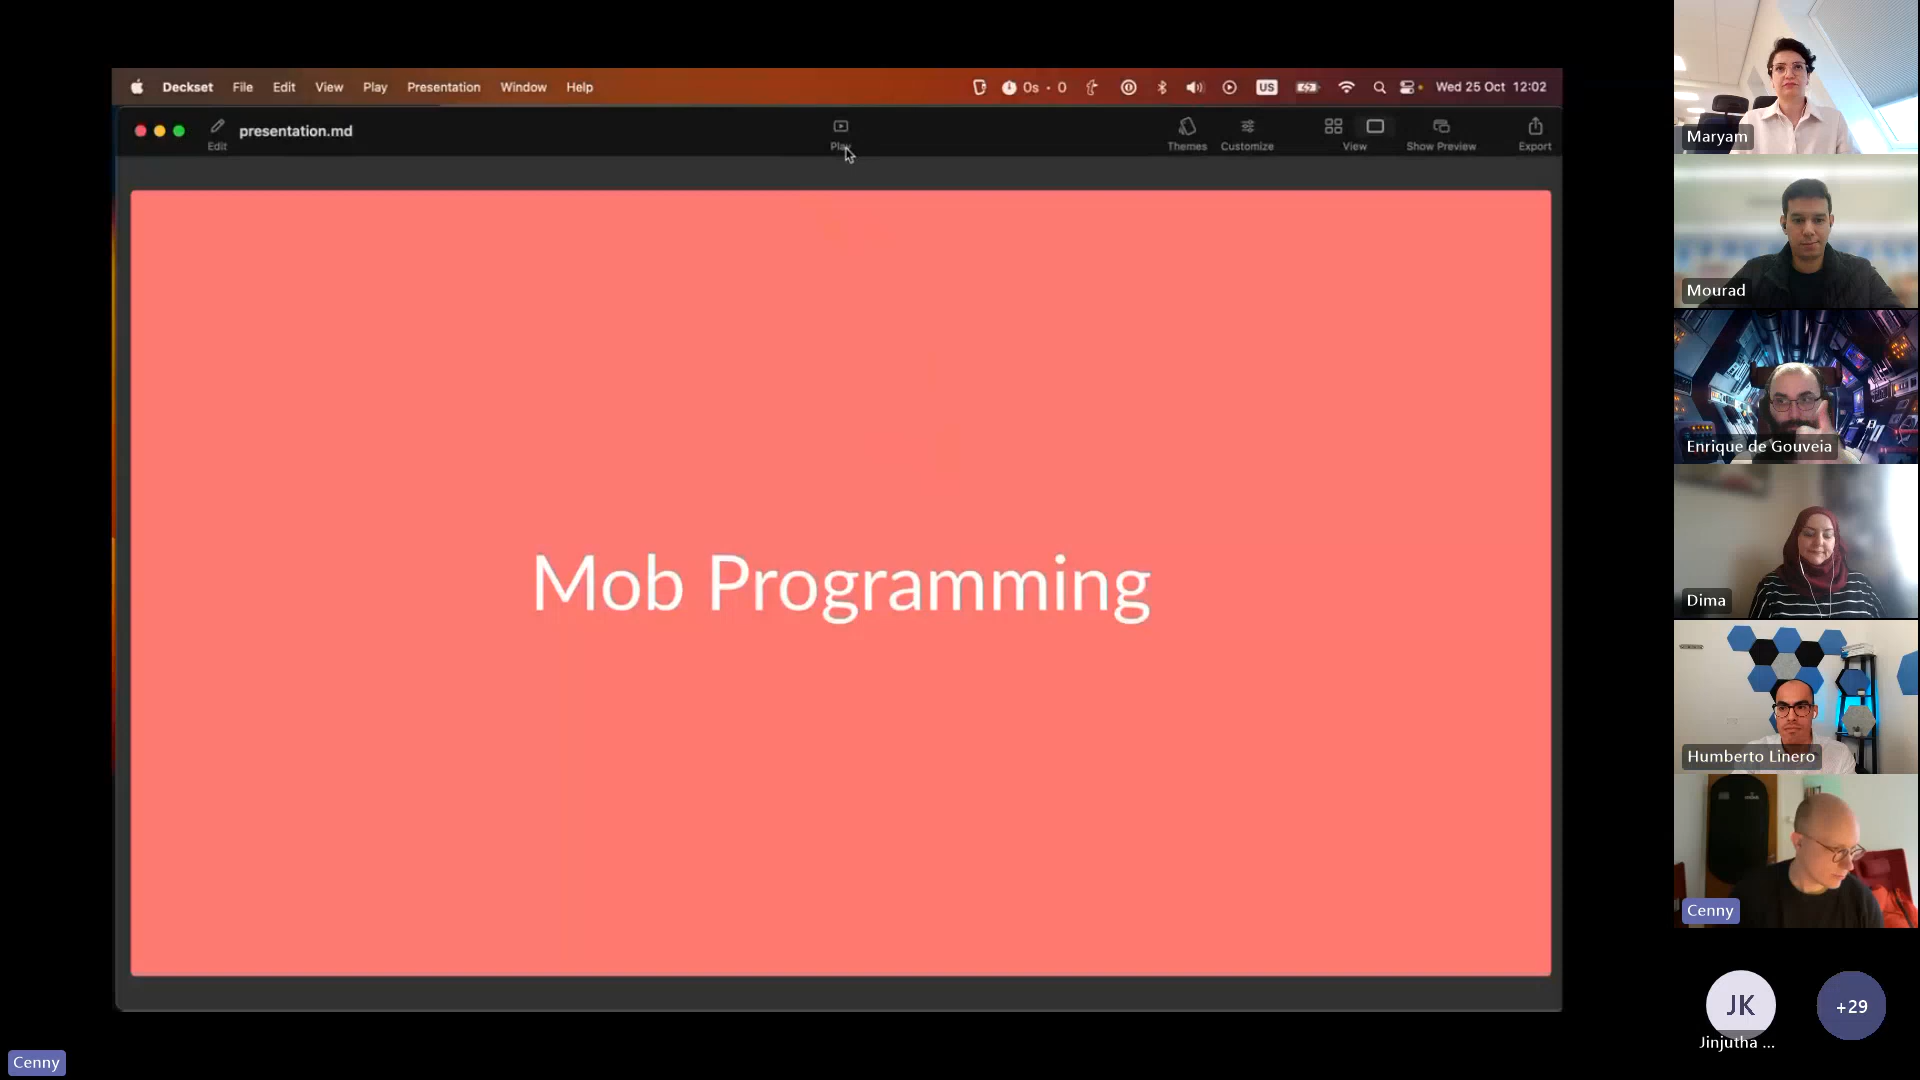 Deckset File Edit View Play Presentation Window Help 0s · 0 US Wed 25 Oct 12:02
presentation.md
Edit Play Themes Customize View Show Preview Export
Mob Programming
Maryam
Mourad
Enrique de Gouveia
Dima
Humberto Linero
Cenny
JK
+29
Jinjutha ...
Cenny